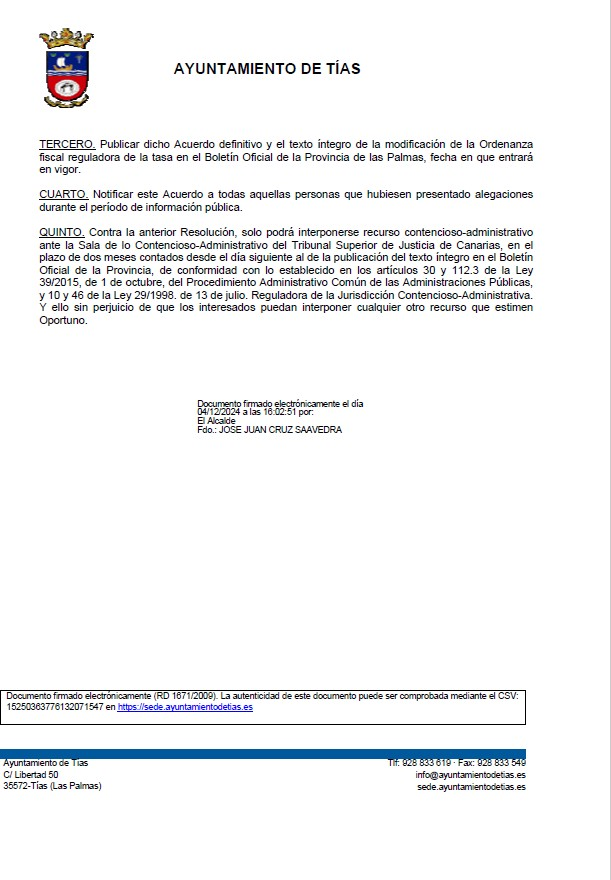 AYUNTAMIENTO DE TÍAS
TERCERO. Publicar dicho Acuerdo definitivo y el texto íntegro de la modificación de la Ordenanza
fiscal reguladora de la tasa en el Boletín Oficial de la Provincia de las Palmas, fecha en que entrará
en vigor.
CUARTO. Notificar este Acuerdo a todas aquellas personas que hubiesen presentado alegaciones
durante el período de información pública.
QUINTO. Contra la anterior Resolución, solo podrá interponerse recurso contencioso-administrativo
ante la Sala de lo Contencioso-Administrativo del Tribunal Superior de Justicia de Canarias, en el
plazo de dos meses contados desde el día siguiente al de la publicación del texto íntegro en el Boletín
Oficial de la Provincia, de conformidad con lo establecido en los artículos 30 y 112.3 de la Ley
39/2015, de 1 de octubre, del Procedimiento Administrativo Común de las Administraciones Públicas,
y 10 y 46 de la Ley 29/1998. de 13 de julio. Reguladora de la Jurisdicción Contencioso-Administrativa.
Y ello sin perjuicio de que los interesados puedan interponer cualquier otro recurso que estimen
Oportuno.
Documento firmado electrónicamente el día
04/12/2024 a las 16:02:51 por:
El Alcalde
Fdo.: JOSE JUAN CRUZ SAAVEDRA
Documento firmado electrónicamente (RD 1671/2009). La autenticidad de este documento puede ser comprobada mediante el CSV:
15250363776132071547 en https://sede.ayuntamientodetias.es
Ayuntamiento de Tías Tlf: 928 833 619 · Fax: 928 833 549
C/ Libertad 50 info@ayuntamientodetias.es
35572-Tías (Las Palmas) sede.ayuntamientodetias.es